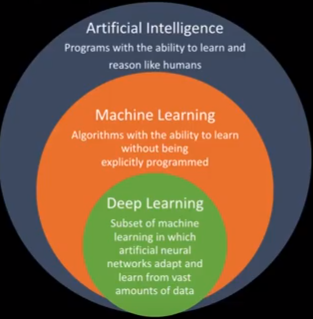 Artificial Intelligence
Programs with the ability to learn and
reason like humans
Machine Learning
Algorithms with the ability to learn
without being
explicitly programmed
Deep Learning
Subset of machine
learning in which
artificial neural
networks adapt and
learn from vast
amounts of data